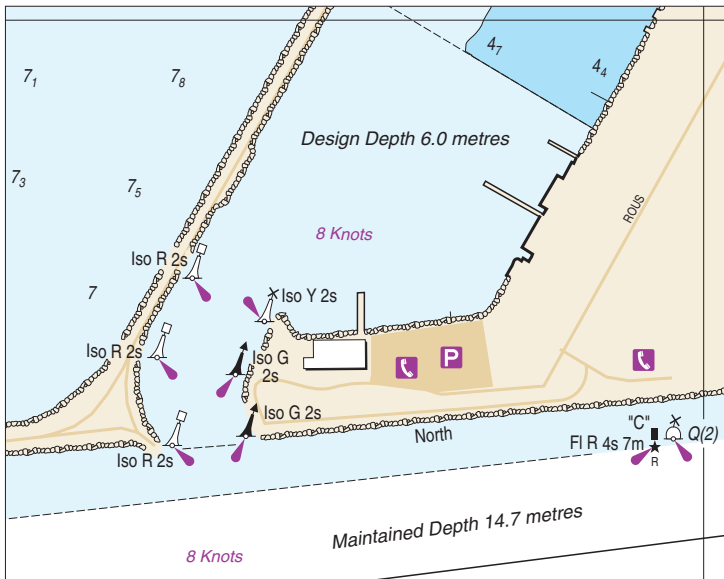 4₇
7₁
7₈
4₄
Design Depth 6.0 metres
7₃
7₅
ROUS
8 Knots
Iso R 2s
7
Iso Y 2s
Iso R 2s
Iso G
2s
P
Iso G 2s
"C"
North
Q(2)
Fl R 4s 7m
Iso R 2s
R
Maintained Depth 14.7 metres
8 Knots